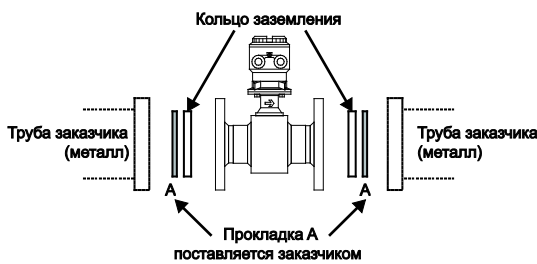 Кольцо заземления
Труба заказчика
(металл)
Труба заказчика
(металл)
А
А
Прокладка А
поставляется заказчиком